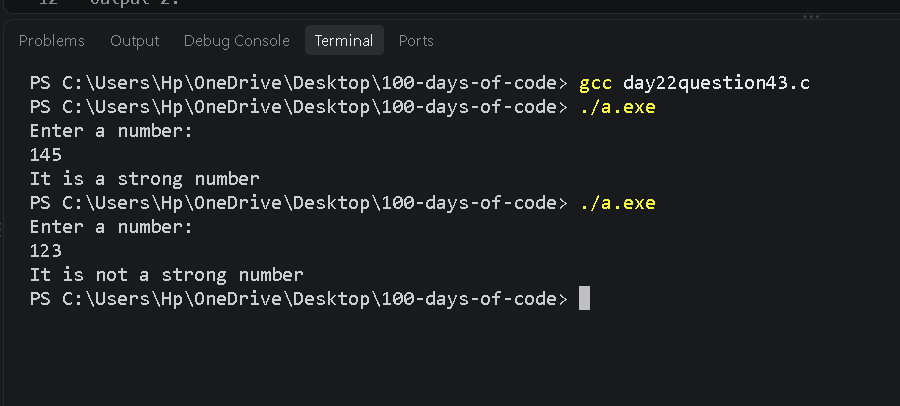 12 Output 2:
Problems Output Debug Console Terminal Ports
PS C:\Users\Hp\OneDrive\Desktop\100-days-of-code> gcc day22question43.c
PS C:\Users\Hp\OneDrive\Desktop\100-days-of-code> ./a.exe
Enter a number:
145
It is a strong number
PS C:\Users\Hp\OneDrive\Desktop\100-days-of-code> ./a.exe
Enter a number:
123
It is not a strong number
PS C:\Users\Hp\OneDrive\Desktop\100-days-of-code>